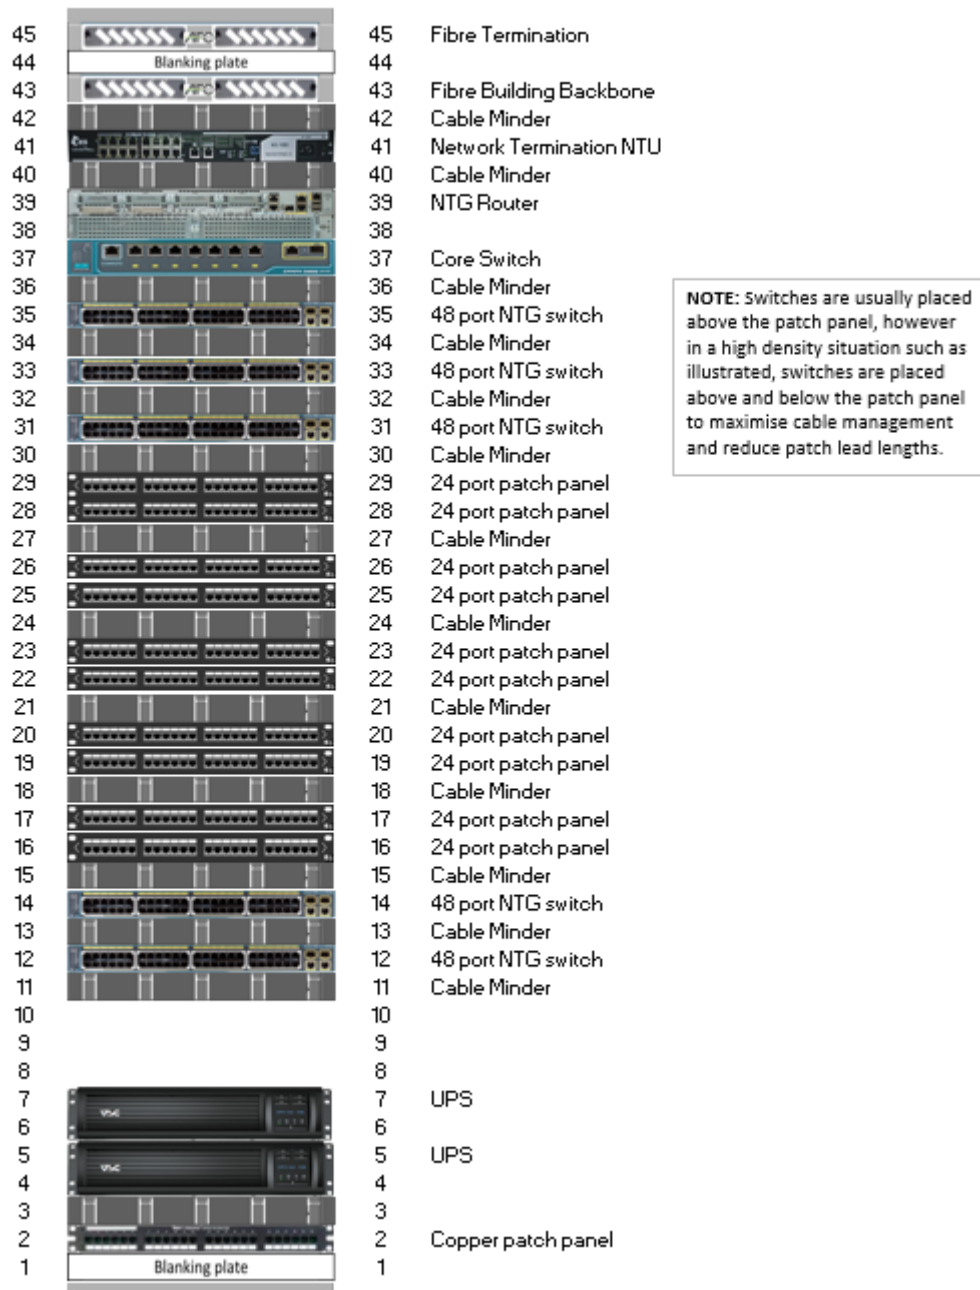 45 45 Fibre Termination
44 Blanking plate 44
43 43 Fibre Building Backbone
42 42 Cable Minder
41 41 Network Termination NTU
40 40 Cable Minder
39 39 NTG Router
38 38
37 37 Core Switch
36 36 Cable Minder
35 35 48 port NTG switch
34 34 Cable Minder
33 33 48 port NTG switch
32 32 Cable Minder
31 31 48 port NTG switch
30 30 Cable Minder
29 29 24 port patch panel
28 28 24 port patch panel
27 27 Cable Minder
26 26 24 port patch panel
25 25 24 port patch panel
24 24 Cable Minder
23 23 24 port patch panel
22 22 24 port patch panel
21 21 Cable Minder
20 20 24 port patch panel
19 19 24 port patch panel
18 18 Cable Minder
17 17 24 port patch panel
16 16 24 port patch panel
15 15 Cable Minder
14 14 48 port NTG switch
13 13 Cable Minder
12 12 48 port NTG switch
11 11 Cable Minder
10 10
9 9
8 8
7 7 UPS
6 6
5 5 UPS
4 4
3 3
2 2 Copper patch panel
1 Blanking plate 1
NOTE: Switches are usually placed
above the patch panel, however
in a high density situation such as
illustrated, switches are placed
above and below the patch panel
to maximise cable management
and reduce patch lead lengths.